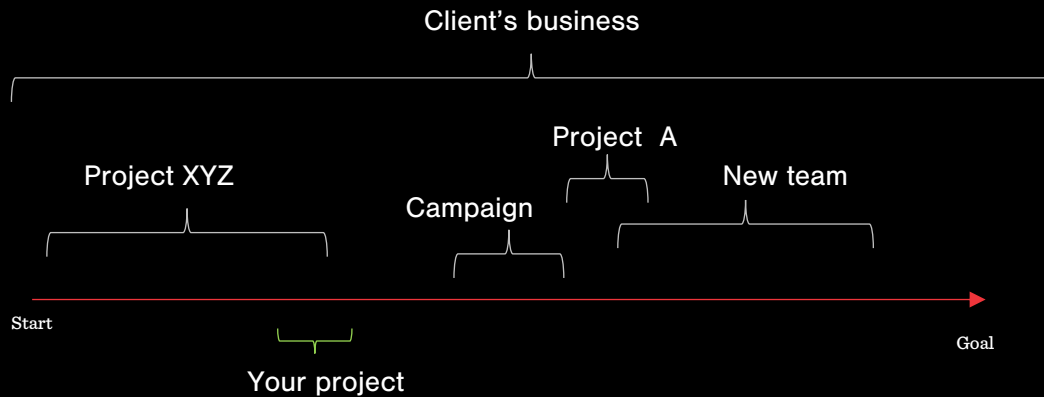 Client's business
Project  A
Project XYZ
New team
Campaign
Start
Goal
Your project